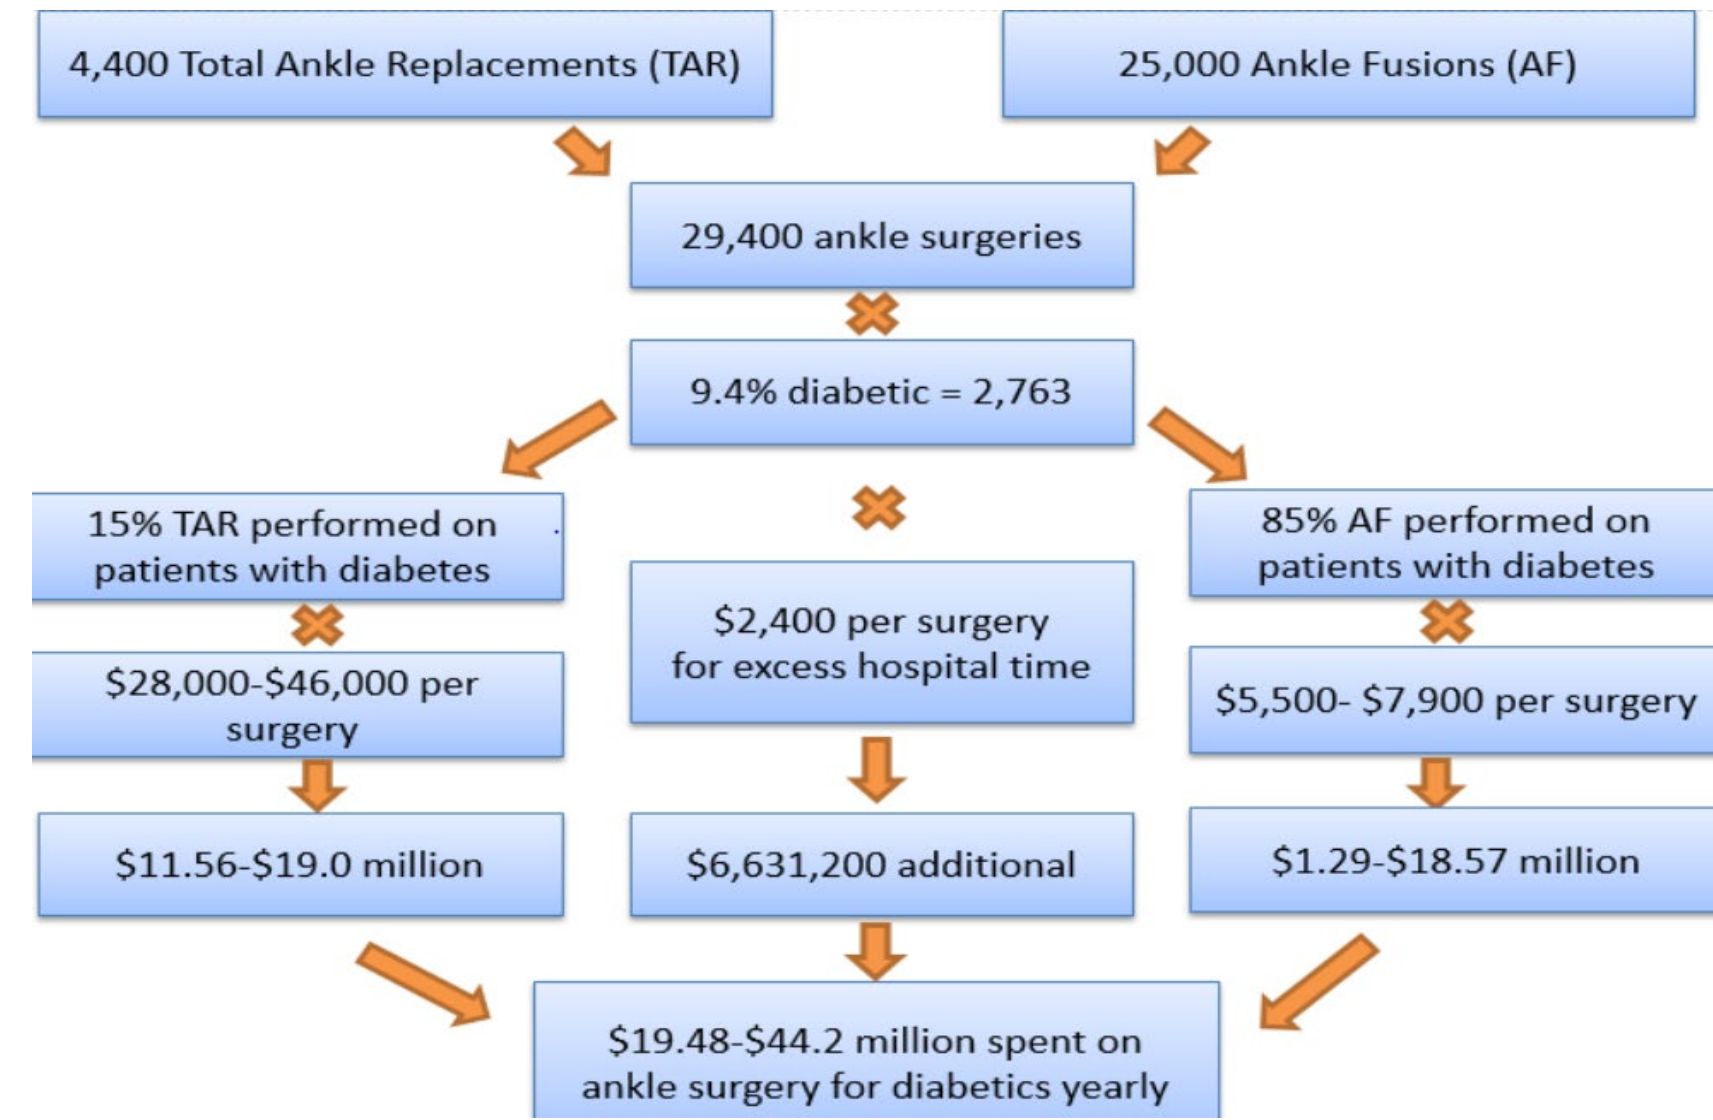 4,400 Total Ankle Replacements (TAR)
25,000 Ankle Fusions (AF)
29,400 ankle surgeries
9.4% diabetic = 2,763
15% TAR performed on
patients with diabetes
85% AF performed on
patients with diabetes
$2,400 per surgery
for excess hospital time
$28,000-$46,000 per
surgery
$5,500- $7,900 per surgery
$11.56-$19.0 million
$6,631,200 additional
$1.29-$18.57 million
$19.48-$44.2 million spent on
ankle surgery for diabetics yearly